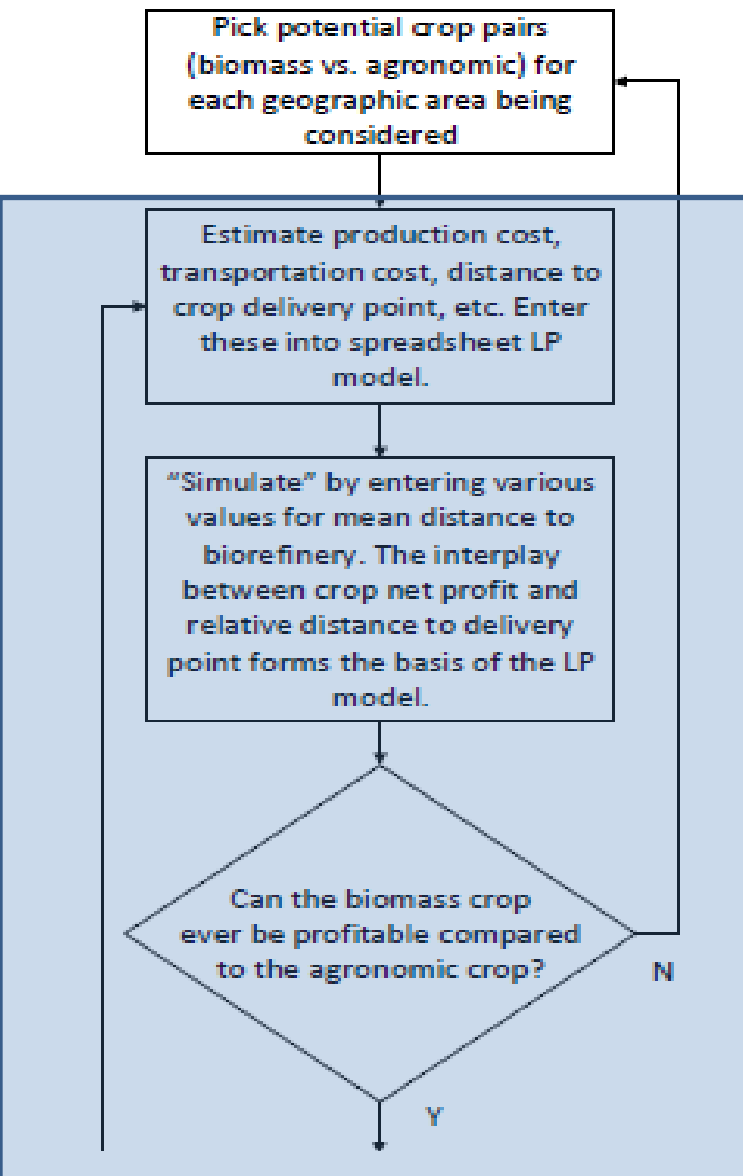 Pick potential crop pairs
(biomass vs. agronomic) for
each geographic area being
considered
Estimate production cost,
transportation cost, distance to
crop delivery point, etc. Enter
these into spreadsheet LP
model.
“Simulate” by entering various
values for mean distance to
biorefinery. The interplay
between crop net profit and
relative distance to delivery
point forms the basis of the LP
model.
Can the biomass crop
ever be profitable compared
to the agronomic crop?
N
Y